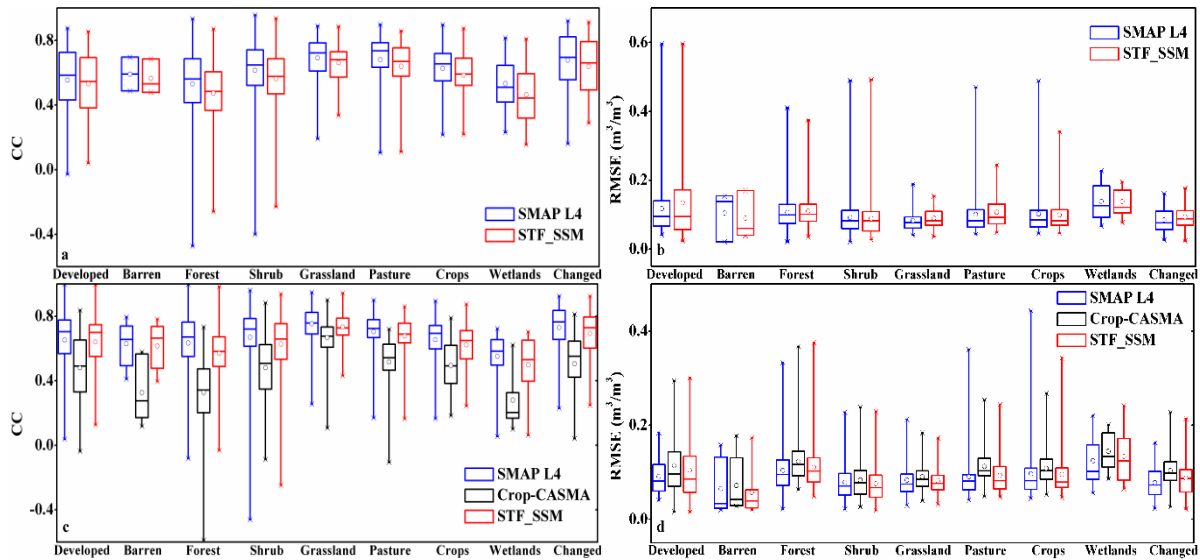 0.8
0.4
0.0
-0.4
CC
SMAP L4
STF_SSM
a
Developed Barren Forest Shrub Grassland Pasture Crops Wetlands Changed
0.6
0.4
0.2
0.0
RMSE (m³/m³)
SMAP L4
STF_SSM
b
Developed Barren Forest Shrub Grassland Pasture Crops Wetlands Changed
0.8
0.4
0.0
-0.4
CC
SMAP L4
Crop-CASMA
STF_SSM
c
Developed Barren Forest Shrub Grassland Pasture Crops Wetlands Changed
0.4
0.2
0.0
RMSE (m³/m³)
SMAP L4
Crop-CASMA
STF_SSM
d
Developed Barren Forest Shrub Grassland Pasture Crops Wetlands Changed